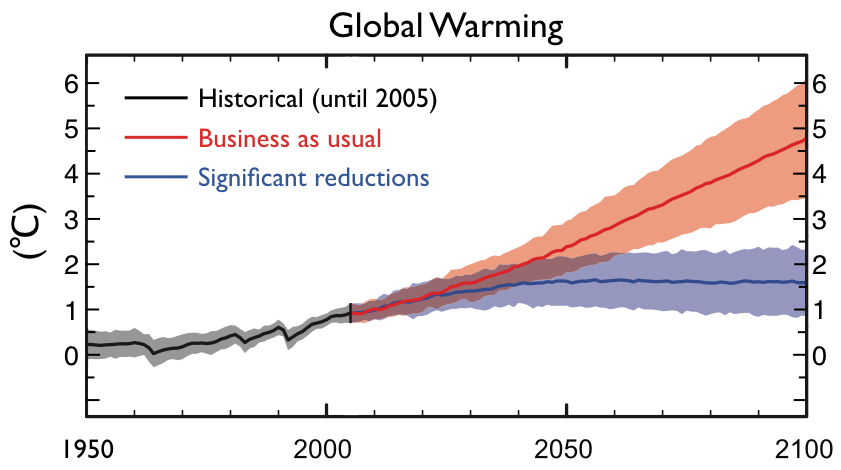 Global Warming
6 6
Historical (until 2005)
5 5
Business as usual
4 4
Significant reductions
3 3
(°C)
2 2
1 1
0 0
1950 2000 2050 2100